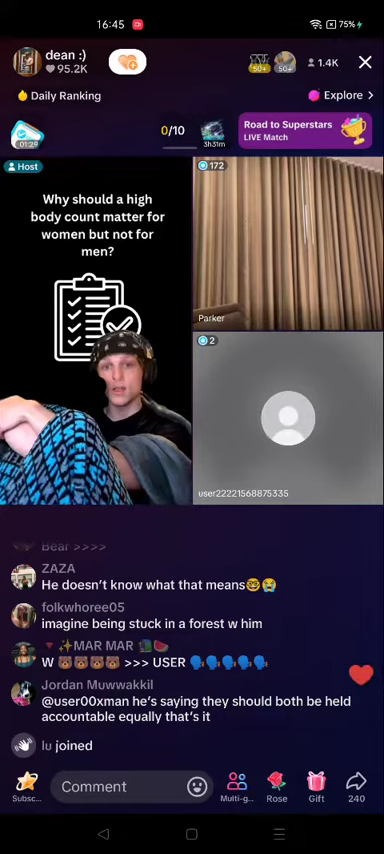 16:45
75%
dean :)
95.2K
50+
50+
1.4K
Daily Ranking
Explore >
01:29
0/10
3h31m
Road to Superstars
LIVE Match
Host
172
Why should a high
body count matter for
women but not for
men?
Parker
2
user22221568875335
Bear >>>>
ZAZA
He doesn't know what that means🤓😭
folkwhoree05
imagine being stuck in a forest w him
🔻✨MAR MAR 🍉
W 🐻🐻🐻🐻 >>> USER 🗣️🗣️🗣️🗣️🗣️
Jordan Muwwakkil
@user00xman he's saying they should both be held
accountable equally that's it
lu joined
Subsc...
Comment
Multi-g...
Rose
Gift
240